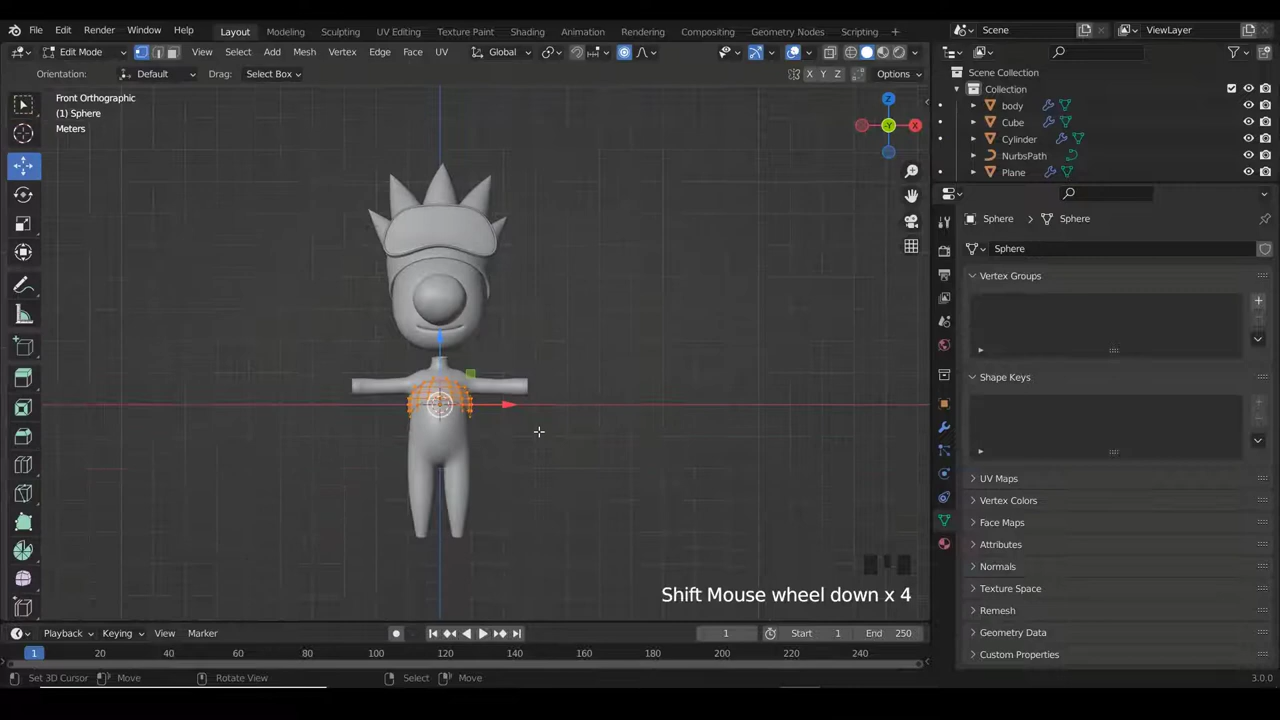 File Edit Render Window Help Layout Modeling Sculpting UV Editing Texture Paint Shading Animation Rendering Compositing Geometry Nodes Scripting + Scene ViewLayer
Edit Mode View Select Add Mesh Vertex Edge Face UV Global
Orientation: Default Drag: Select Box X Y Z Options
Front Orthographic
(1) Sphere
Meters
Z
-Y
X
Scene Collection
Collection
body
Cube
Cylinder
NurbsPath
Plane
Sphere Sphere
Sphere
Vertex Groups
Shape Keys
UV Maps
Vertex Colors
Face Maps
Attributes
Normals
Texture Space
Remesh
Geometry Data
Custom Properties
Shift Mouse wheel down x 4
Playback Keying View Marker 1 Start 1 End 250
1 20 40 60 80 100 120 140 160 180 200 220 240
Set 3D Cursor Move Rotate View Select Move 3.0.0